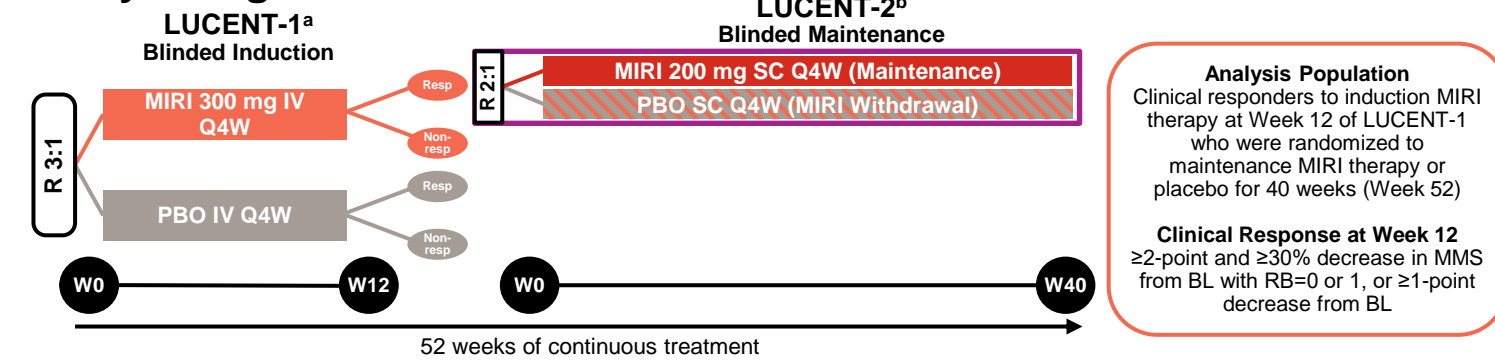 LUCENT-1ᵃ
Blinded Induction
R 3:1
MIRI 300 mg IV
Q4W
PBO IV Q4W
Resp
Non-
resp
Resp
Non-
resp
W0
W12
LUCENT-2ᵇ
Blinded Maintenance
R 2:1
MIRI 200 mg SC Q4W (Maintenance)
PBO SC Q4W (MIRI Withdrawal)
W0
W40
52 weeks of continuous treatment
Analysis Population
Clinical responders to induction MIRI
therapy at Week 12 of LUCENT-1
who were randomized to
maintenance MIRI therapy or
placebo for 40 weeks (Week 52)
Clinical Response at Week 12
≥2-point and ≥30% decrease in MMS
from BL with RB=0 or 1, or ≥1-point
decrease from BL